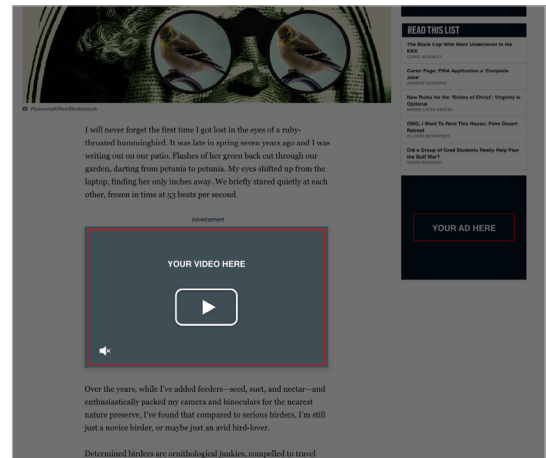 Picturenail/Rex/Shutterstock
I will never forget the first time I got lost in the eyes of a ruby-
throated hummingbird. It was late in spring seven years ago and I was
writing out on our patio. Flashes of her green back cut through our
garden, darting from petunia to petunia. My eyes shifted up from the
laptop, finding her only inches away. We briefly stared quietly at each
other, frozen in time at 53 beats per second.
Advertisement
YOUR VIDEO HERE
Over the years, while I've added feeders—seed, suet, and nectar—and
enthusiastically packed my camera and binoculars for the nearest
nature preserve, I've found that compared to serious birders, I'm still
just a novice birder, or maybe just an avid bird-lover.
Determined birders are ornithological junkies, compelled to travel
READ THIS LIST
The Black Cop Who Went Undercover in the
KKK
Carter Page: FISA Application a 'Complete
Joke'
New Rules for the 'Brides of Christ': Virginity Is
Optional
OMG, I Want To Rent This House: Palm Desert
Retreat
Did a Group of Grad Students Really Help Plan
the Gulf War?
YOUR AD HERE